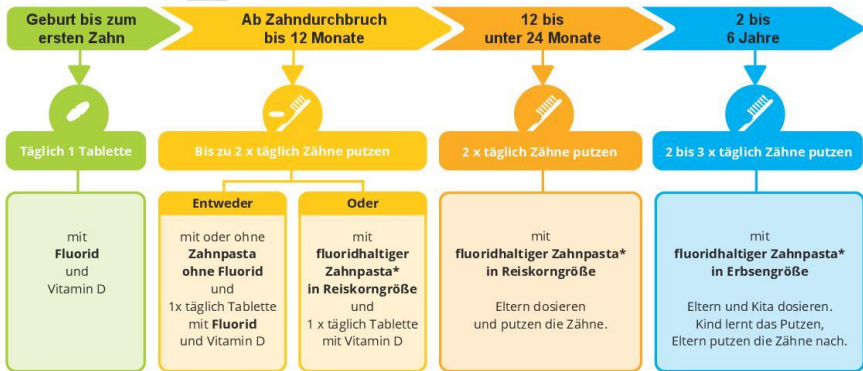 Geburt bis zum
ersten Zahn
Ab Zahndurchbruch
bis 12 Monate
12 bis
unter 24 Monate
2 bis
6 Jahre
Täglich 1 Tablette
Bis zu 2 x täglich Zähne putzen
2 x täglich Zähne putzen
2 bis 3 x täglich Zähne putzen
mit
Fluorid
und
Vitamin D
Entweder
mit oder ohne
Zahnpasta
ohne Fluorid
und
1x täglich Tablette
mit Fluorid
und Vitamin D
Oder
mit
fluoridhaltiger
Zahnpasta*
in Reiskorngröße
und
1 x täglich Tablette
mit Vitamin D
mit
fluoridhaltiger Zahnpasta*
in Reiskorngröße
Eltern dosieren
und putzen die Zähne.
mit
fluoridhaltiger Zahnpasta*
in Erbsengröße
Eltern und Kita dosieren.
Kind lernt das Putzen,
Eltern putzen die Zähne nach.